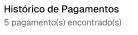 Histórico de Pagamentos
5 pagamento(s) encontrado(s)